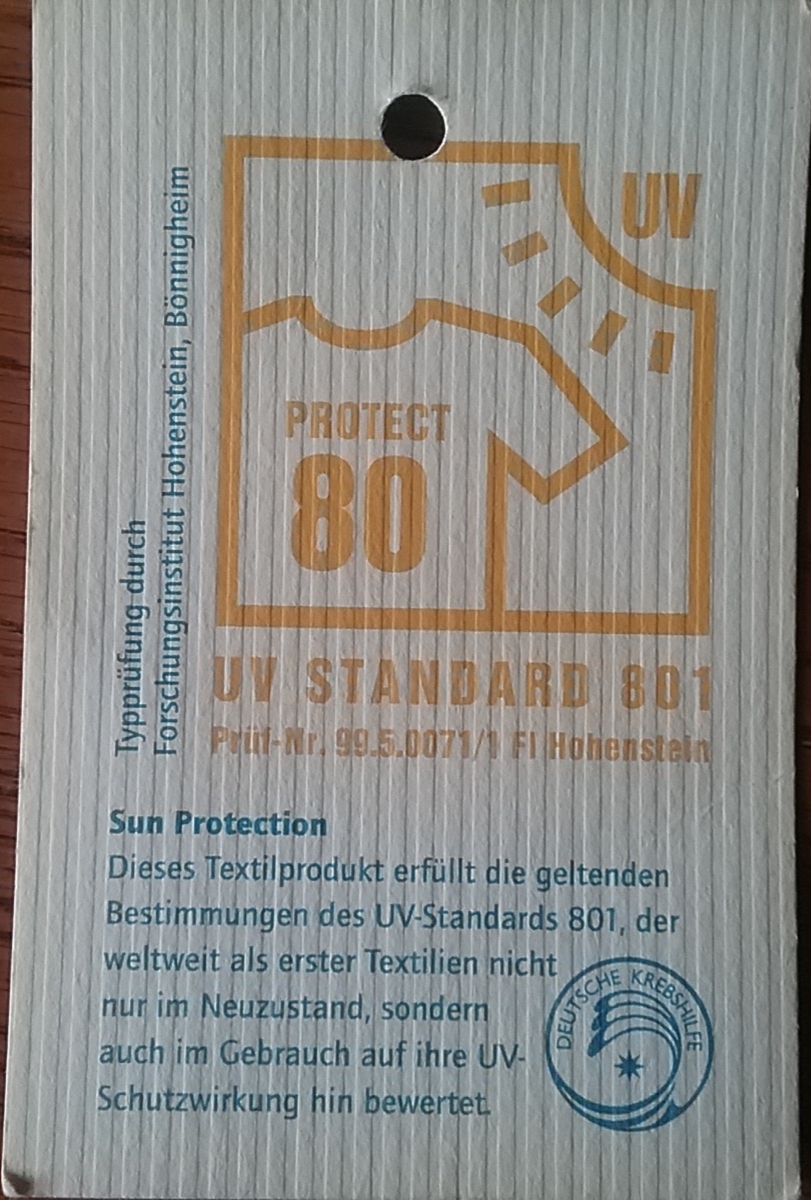 UV
PROTECT
80
UV STANDARD 801
Prüf-Nr. 99.5.0071/1 FI Hohenstein
Typprüfung durch
Forschungsinstitut Hohenstein, Bönnigheim
Sun Protection
Dieses Textilprodukt erfüllt die geltenden
Bestimmungen des UV-Standards 801, der
weltweit als erster Textilien nicht
nur im Neuzustand, sondern
auch im Gebrauch auf ihre UV-
Schutzwirkung hin bewertet.
DEUTSCHE KREBSHILFE